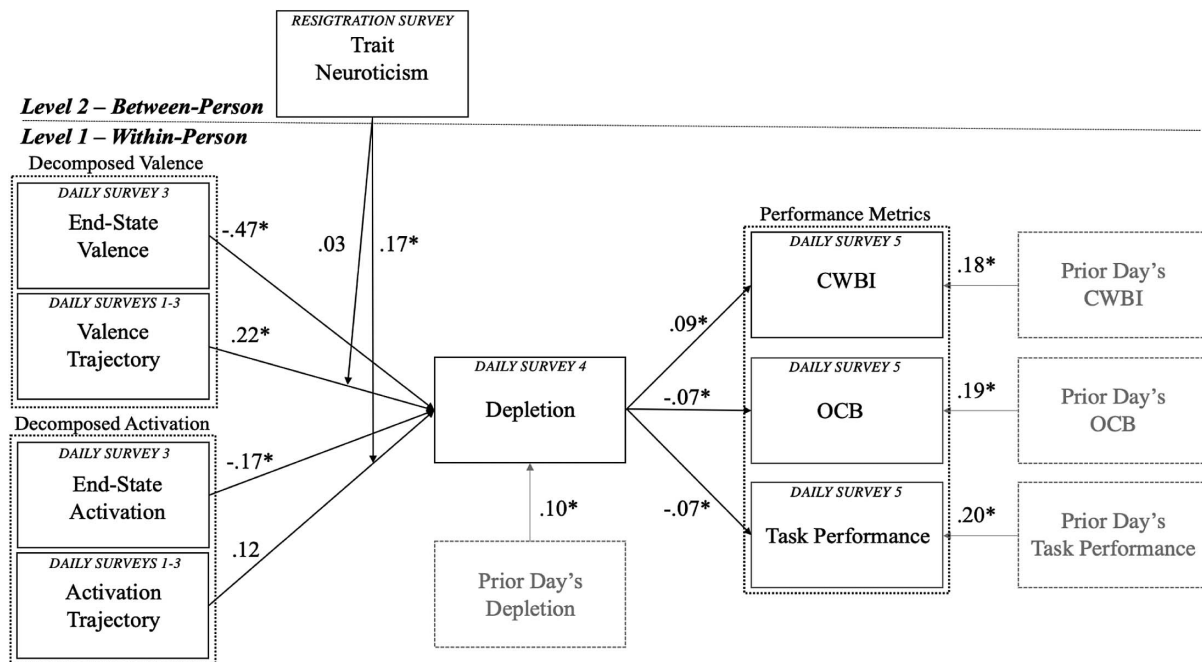 RESIGTRATION SURVEY
Trait
Neuroticism
Level 2 – Between-Person
Level 1 – Within-Person
Decomposed Valence
DAILY SURVEY 3
End-State
Valence
-.47*
.03
.17*
DAILY SURVEYS 1-3
Valence
Trajectory
.22*
Decomposed Activation
DAILY SURVEY 3
End-State
Activation
-.17*
DAILY SURVEYS 1-3
Activation
Trajectory
.12
DAILY SURVEY 4
Depletion
.10*
Prior Day's
Depletion
.09*
-.07*
-.07*
Performance Metrics
DAILY SURVEY 5
CWBI
.18*
Prior Day's
CWBI
DAILY SURVEY 5
OCB
.19*
Prior Day's
OCB
DAILY SURVEY 5
Task Performance
.20*
Prior Day's
Task Performance